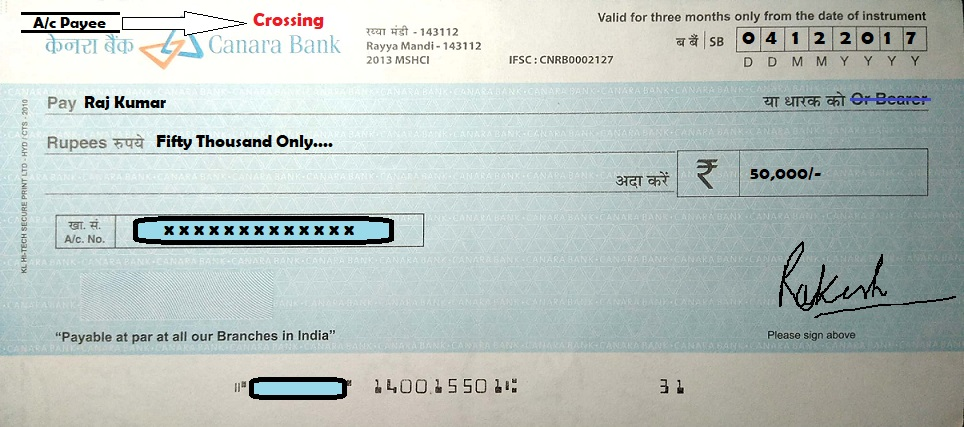 A/c Payee
Crossing
केनरा बैंक Canara Bank
रय्या मंडी - 143112
Rayya Mandi - 143112
2013 MSHCI
IFSC : CNRB0002127
Valid for three months only from the date of instrument
ब बैं SB
0 4 1 2 2 0 1 7
D D M M Y Y Y Y
Pay Raj Kumar
या धारक को Or Bearer
Rupees रुपये Fifty Thousand Only....
अदा करें ₹ 50,000/-
खा. सं.
A/c. No.
X X X X X X X X X X X X X
Rakesh
"Payable at par at all our Branches in India"
Please sign above
KL HI-TECH SECURE PRINT LTD - HYD / CTS - 2010
140015501 31